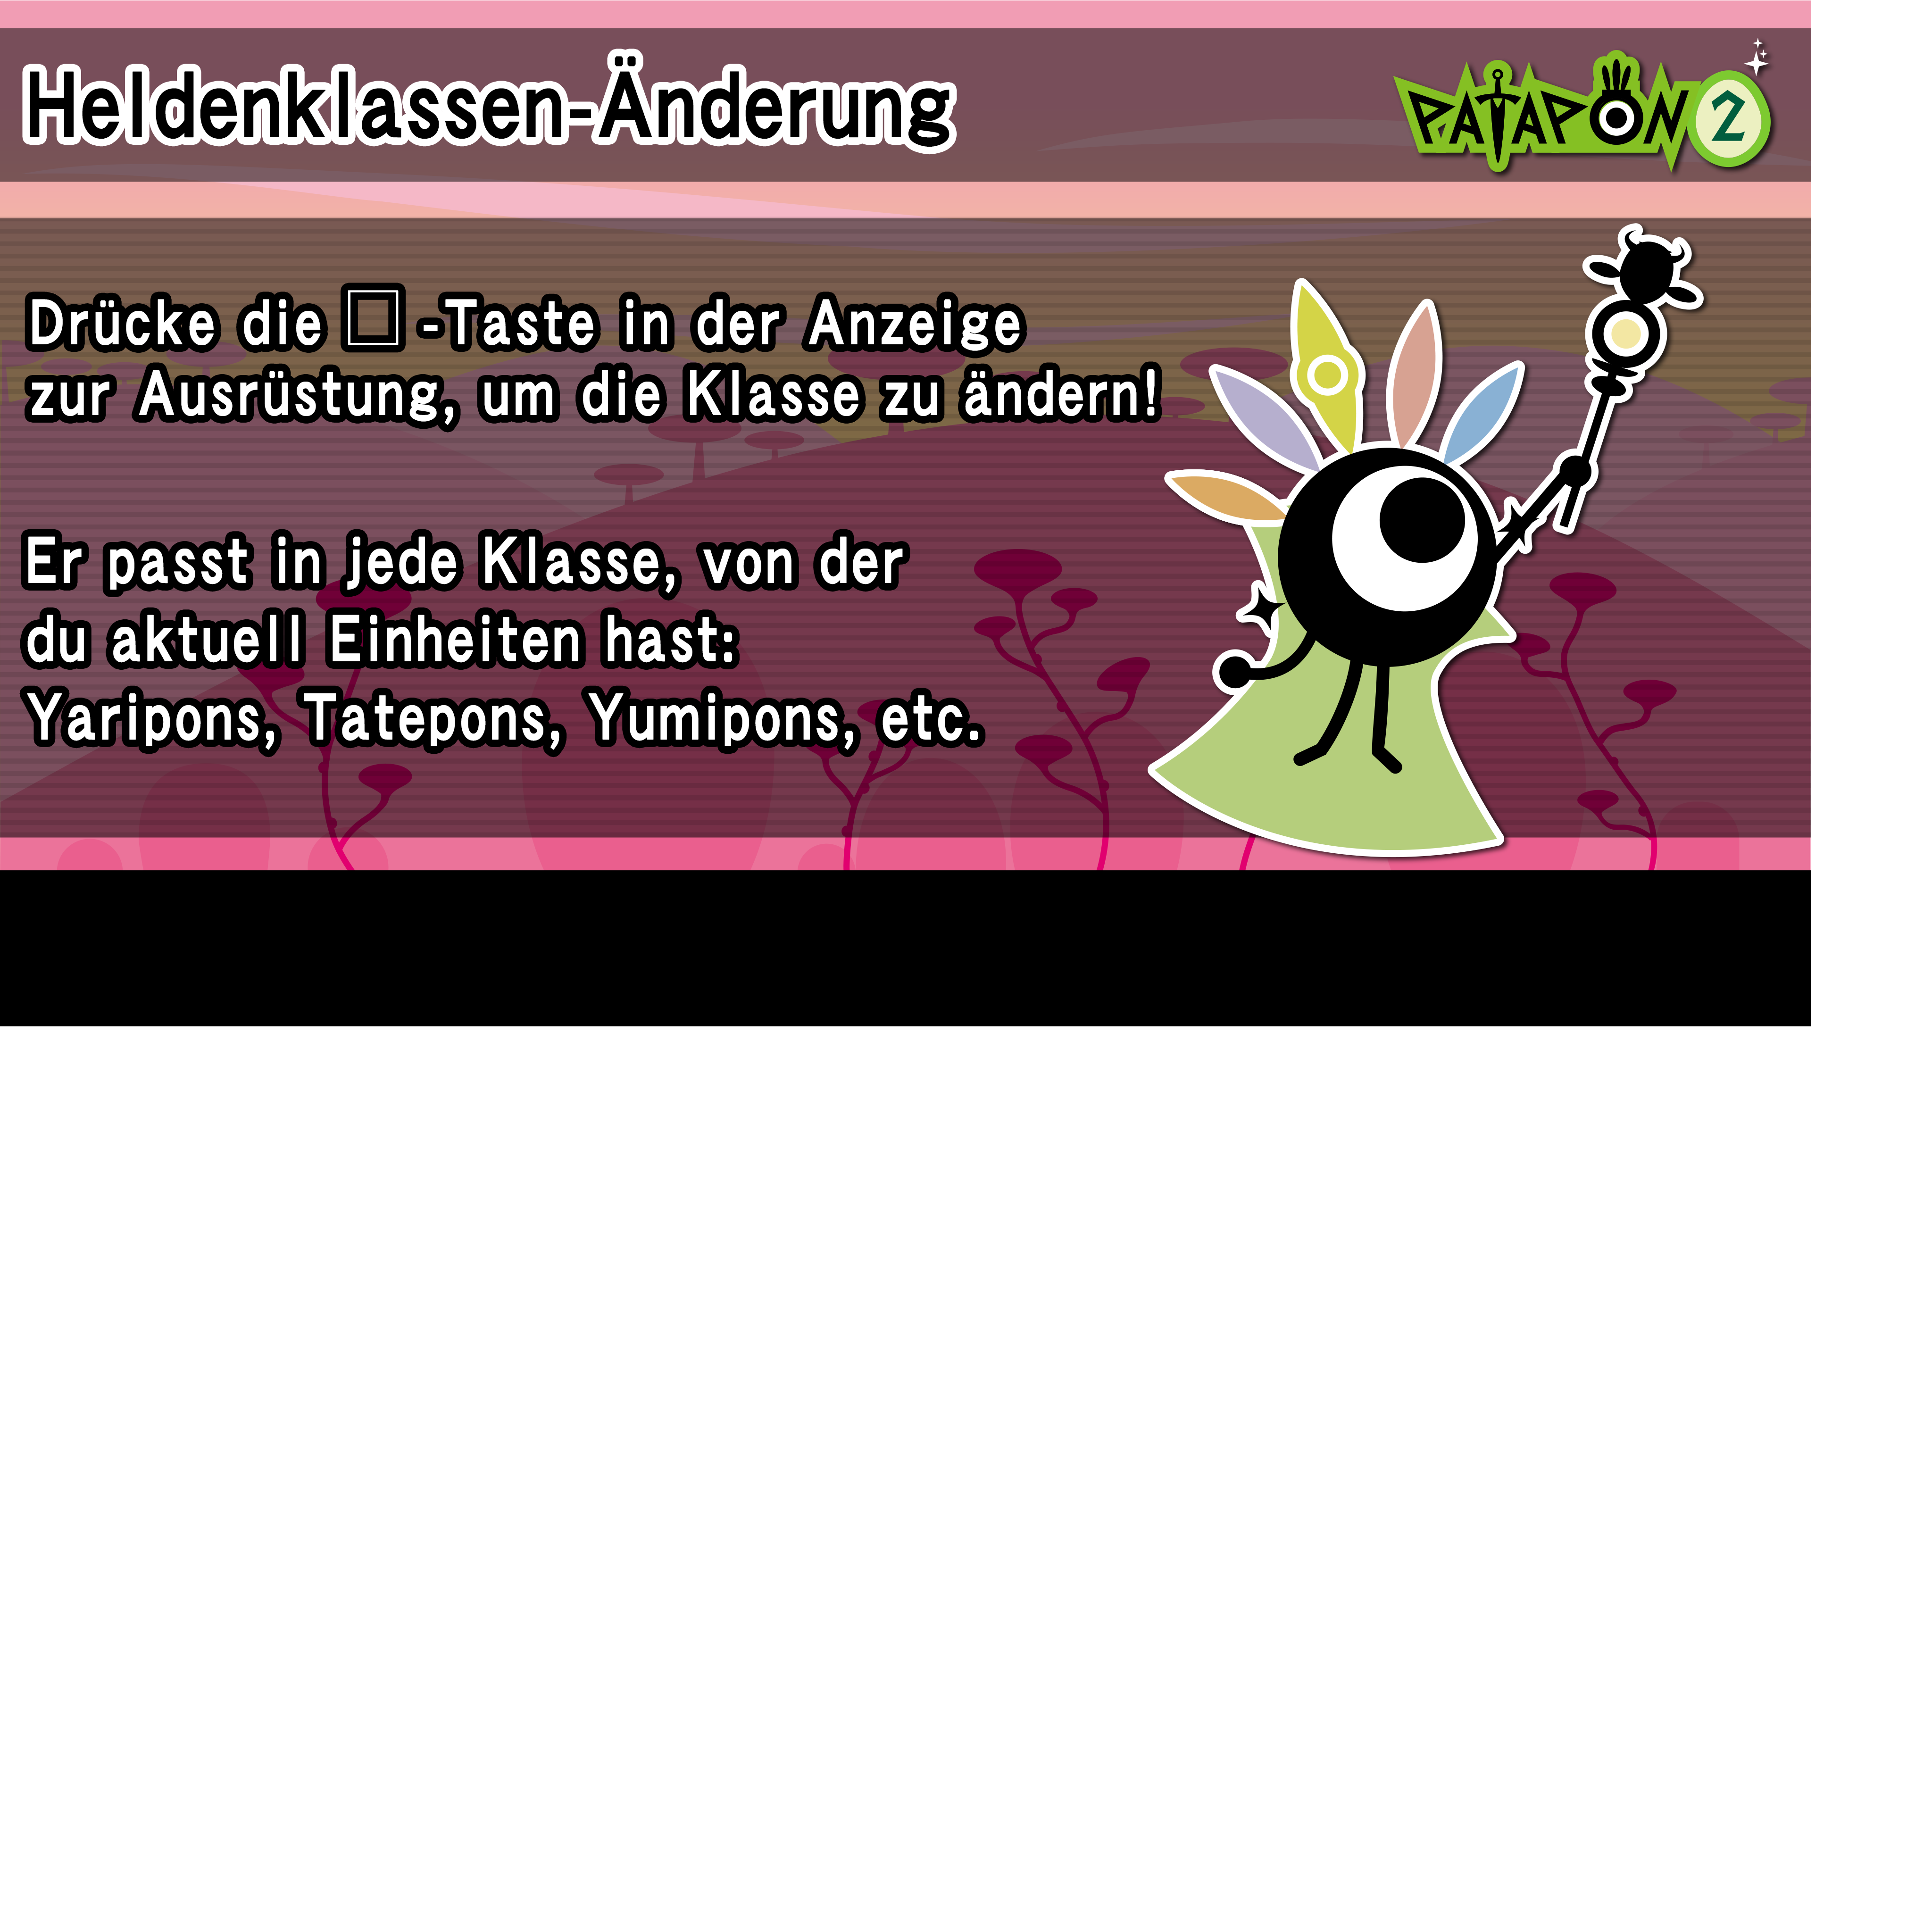 Heldenklassen-Änderung
PATAPON 2
Drücke die □-Taste in der Anzeige
zur Ausrüstung, um die Klasse zu ändern!
Er passt in jede Klasse, von der
du aktuell Einheiten hast:
Yaripons, Tatepons, Yumipons, etc.